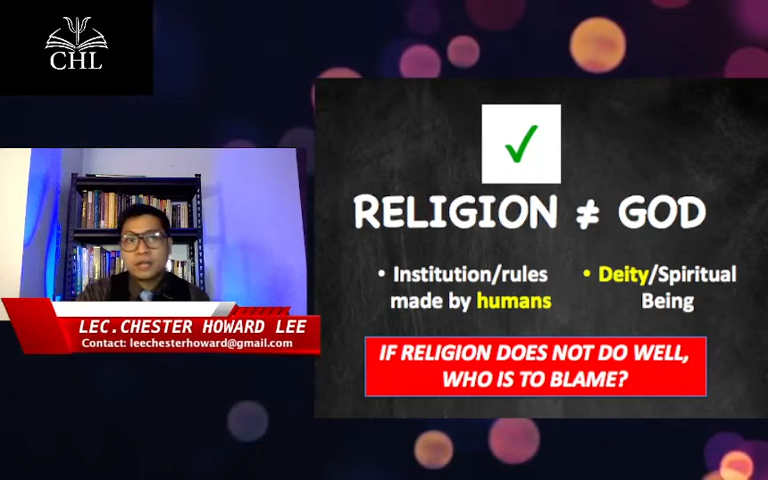 CHL
LEC.CHESTER HOWARD LEE
Contact: leechesterhoward@gmail.com
✓
RELIGION ≠ GOD
• Institution/rules
made by humans
• Deity/Spiritual
Being
IF RELIGION DOES NOT DO WELL,
WHO IS TO BLAME?